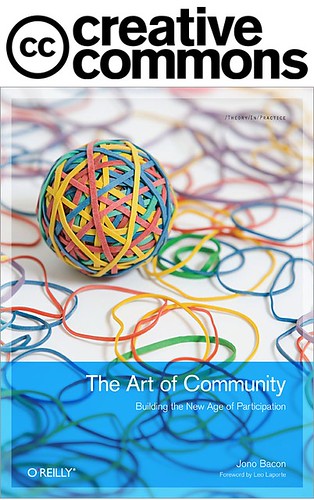 cc creative
commons
/THEORY/IN/PRACTICE
The Art of Community
Building the New Age of Participation
O'REILLY®
Jono Bacon
Foreword by Leo Laporte